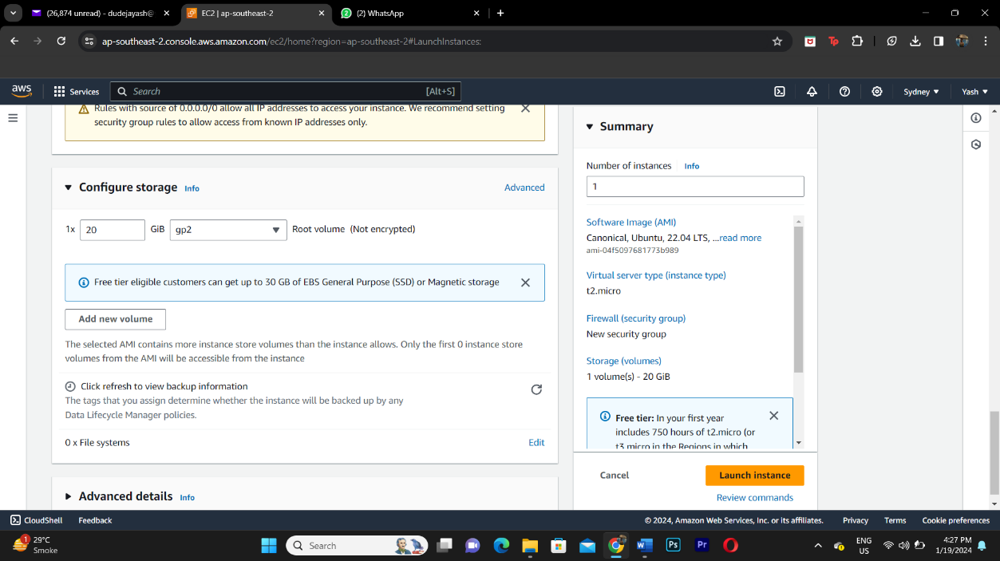 (26,874 unread) - dudejayash@
EC2 | ap-southeast-2
(2) WhatsApp
ap-southeast-2.console.aws.amazon.com/ec2/home?region=ap-southeast-2#LaunchInstances:
aws
Services
Search
[Alt+S]
Sydney
Yash
Rules with source of 0.0.0.0/0 allow all IP addresses to access your instance. We recommend setting
security group rules to allow access from known IP addresses only.
Configure storage Info
Advanced
1x 20 GiB gp2 Root volume (Not encrypted)
Free tier eligible customers can get up to 30 GB of EBS General Purpose (SSD) or Magnetic storage
Add new volume
The selected AMI contains more instance store volumes than the instance allows. Only the first 0 instance store
volumes from the AMI will be accessible from the instance
Click refresh to view backup information
The tags that you assign determine whether the instance will be backed up by any
Data Lifecycle Manager policies.
0 x File systems
Edit
Advanced details Info
Summary
Number of instances Info
1
Software Image (AMI)
Canonical, Ubuntu, 22.04 LTS, ...read more
ami-04f5097681773b989
Virtual server type (instance type)
t2.micro
Firewall (security group)
New security group
Storage (volumes)
1 volume(s) - 20 GiB
Free tier: In your first year
includes 750 hours of t2.micro (or
t3.micro in the Regions in which
Cancel
Launch instance
Review commands
CloudShell
Feedback
© 2024, Amazon Web Services, Inc. or its affiliates.
Privacy
Terms
Cookie preferences
1
29°C
Smoke
Search
Ps
Pr
ENG
US
4:27 PM
1/19/2024